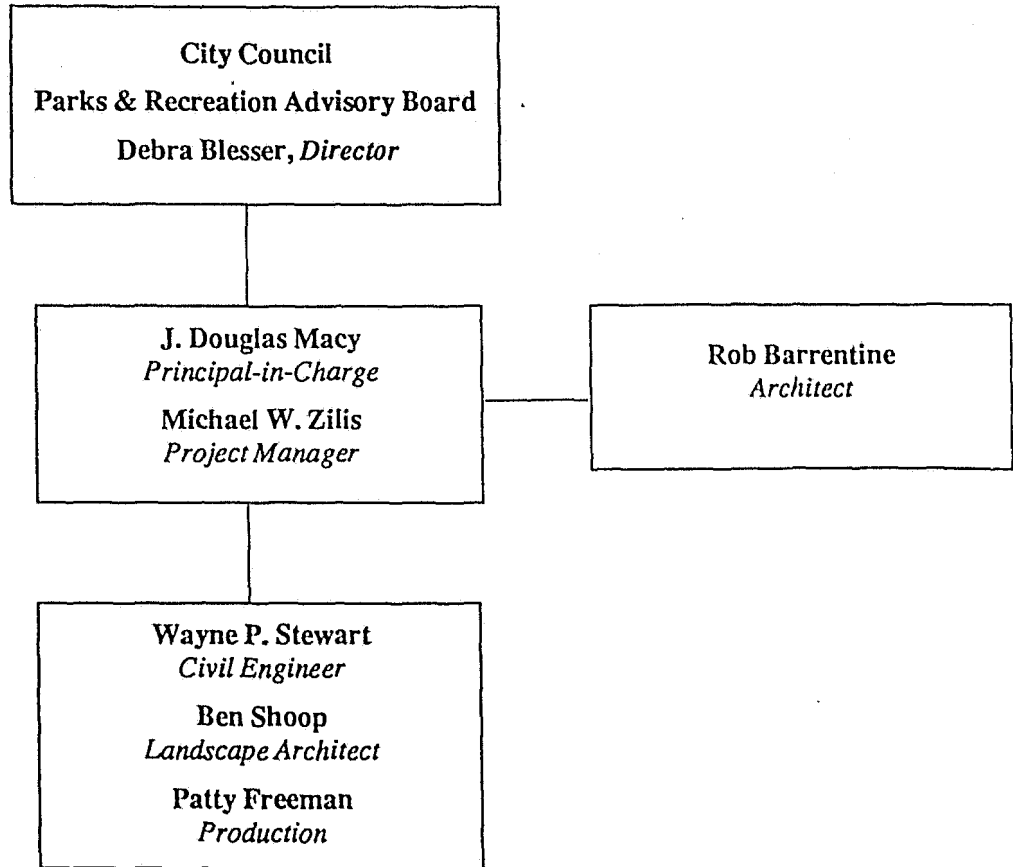 City Council
Parks & Recreation Advisory Board
Debra Blesser, Director
J. Douglas Macy
Principal-in-Charge
Michael W. Zilis
Project Manager
Rob Barrentine
Architect
Wayne P. Stewart
Civil Engineer
Ben Shoop
Landscape Architect
Patty Freeman
Production